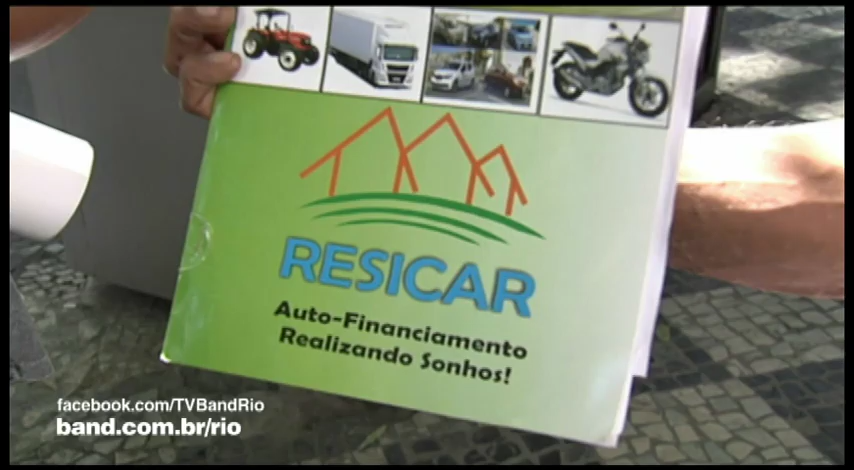 RESICAR
Auto-Financiamento
Realizando Sonhos!
facebook.com/TVBandRio
band.com.br/rio